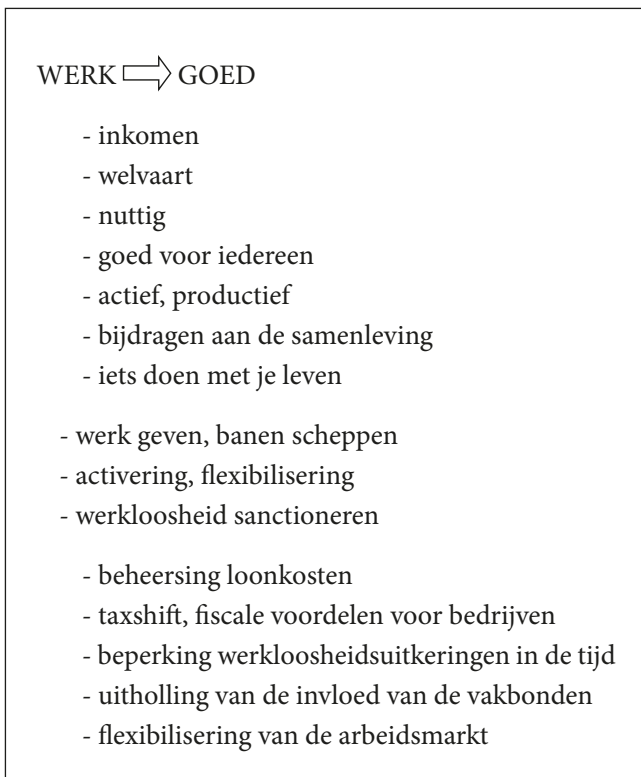 WERK ⇨ GOED
- inkomen
- welvaart
- nuttig
- goed voor iedereen
- actief, productief
- bijdragen aan de samenleving
- iets doen met je leven
- werk geven, banen scheppen
- activering, flexibilisering
- werkloosheid sanctioneren
- beheersing loonkosten
- taxshift, fiscale voordelen voor bedrijven
- beperking werkloosheidsuitkeringen in de tijd
- uitholling van de invloed van de vakbonden
- flexibilisering van de arbeidsmarkt